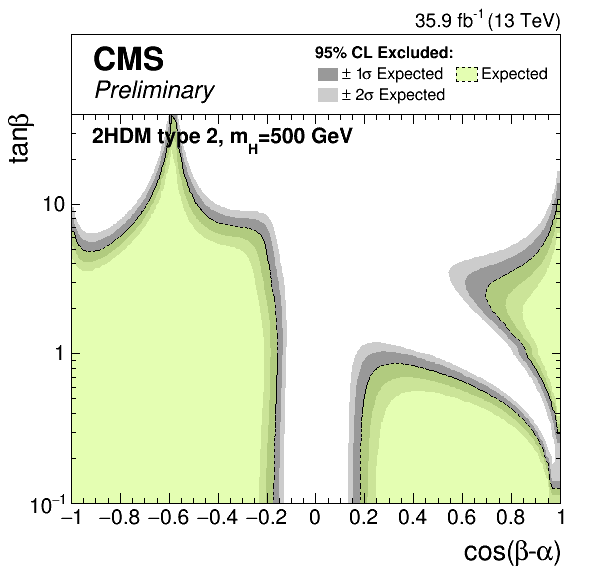 35.9 fb⁻¹ (13 TeV)
CMS
Preliminary
95% CL Excluded:
± 1σ Expected
Expected
± 2σ Expected
2HDM type 2, m_H=500 GeV
tanβ
10
1
10⁻¹
−1 −0.8 −0.6 −0.4 −0.2 0 0.2 0.4 0.6 0.8 1
cos(β-α)